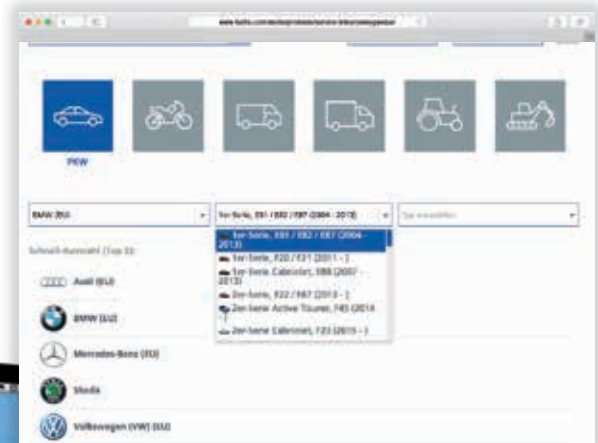 PKW
BMW (EU)
1er-Serie, E81 / E82 / E87 (2004 - 2013)
Typ auswählen
1er-Serie, E81 / E82 / E87 (2004 -
2013)
1er-Serie, F20 / F21 (2011 - )
1er-Serie Cabriolet, E88 (2007 -
2013)
2er-Serie, F22 / F87 (2013 - )
2er-Serie Active Tourer, F45 (2014
2er-Serie Cabriolet, F23 (2015 - )
Schnell-Auswahl (Top 5):
Audi (EU)
BMW (EU)
Mercedes-Benz (EU)
Skoda
Volkswagen (VW) (EU)